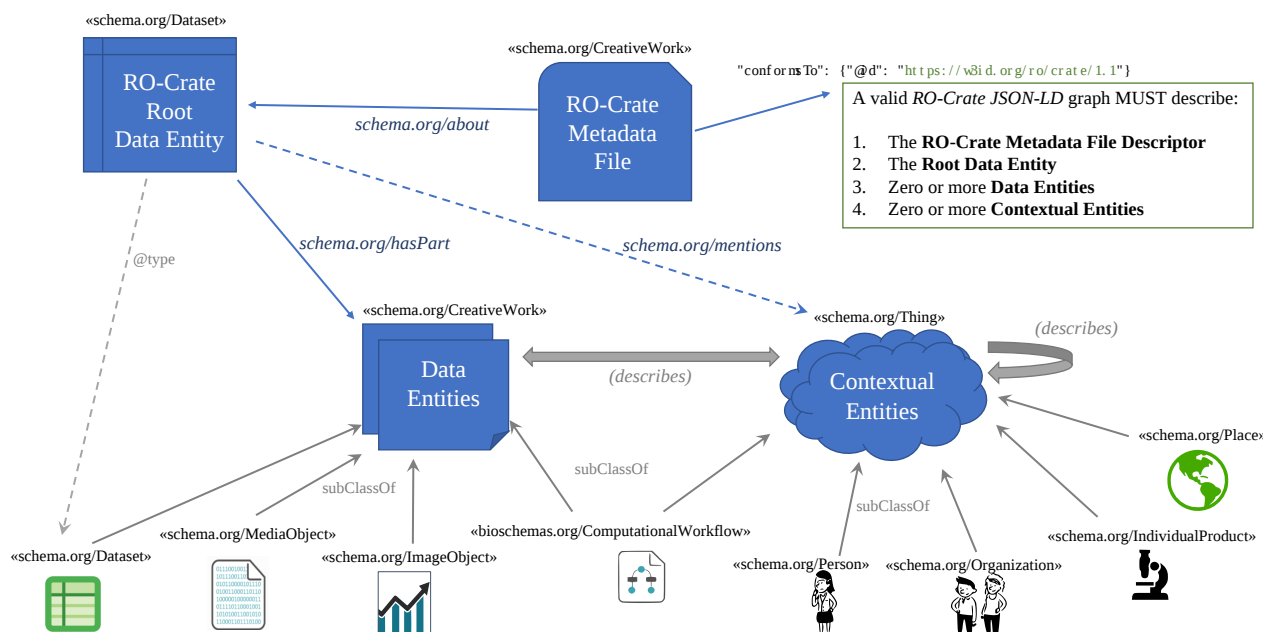 «schema.org/Dataset»
RO-Crate
Root
Data Entity
«schema.org/CreativeWork»
RO-Crate
Metadata
File
schema.org/about
"conformsTo": {"@id": "https://w3id.org/ro/crate/1.1"}
A valid RO-Crate JSON-LD graph MUST describe:
1. The RO-Crate Metadata File Descriptor
2. The Root Data Entity
3. Zero or more Data Entities
4. Zero or more Contextual Entities
schema.org/hasPart
schema.org/mentions
@type
«schema.org/CreativeWork»
Data
Entities
(describes)
«schema.org/Thing»
Contextual
Entities
(describes)
subClassOf
subClassOf
subClassOf
«schema.org/Place»
«schema.org/Dataset»
«schema.org/MediaObject»
«schema.org/ImageObject»
«bioschemas.org/ComputationalWorkflow»
«schema.org/Person»
«schema.org/Organization»
«schema.org/IndividualProduct»